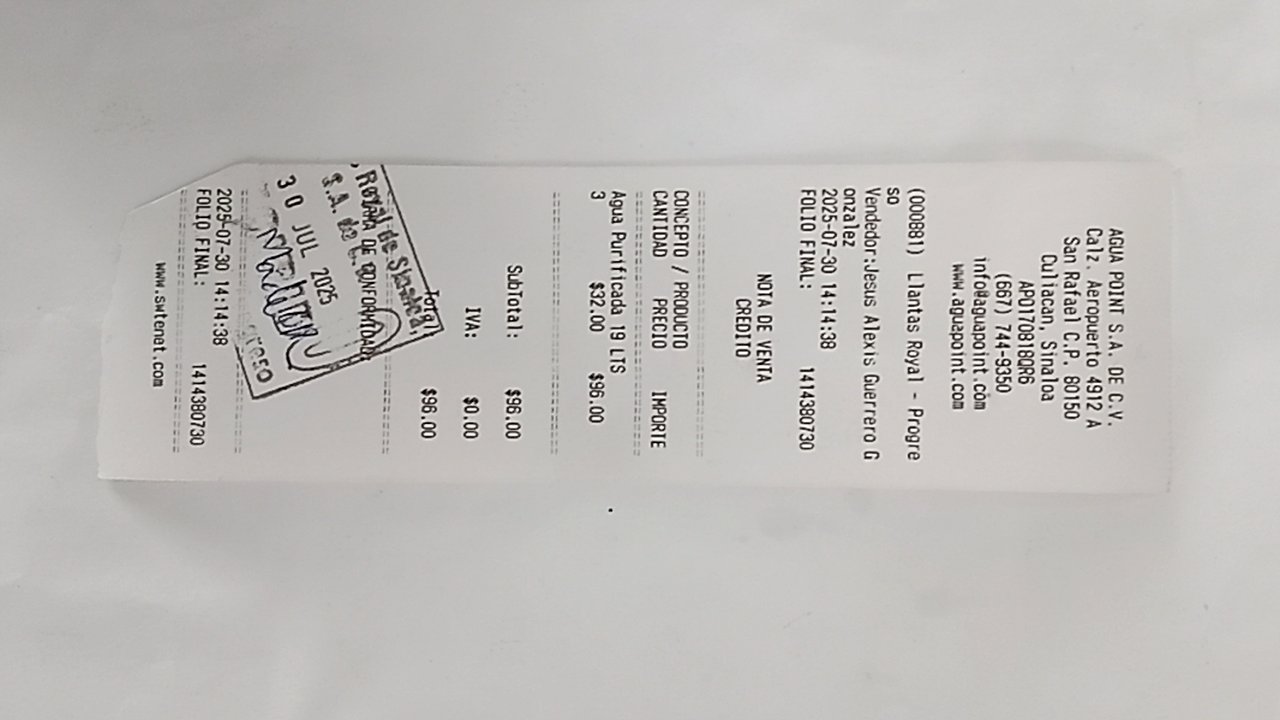 AGUA POINT S.A. DE C.V.
Calz. Aeropuerto 4912 A
San Rafael C.P. 80150
Culiacan, Sinaloa
APO170818QR6
(667) 744-9350
info@aguapoint.com
www.aguapoint.com
(000881) Llantas Royal - Progre
so
Vendedor:Jesus Alexis Guerrero G
onzalez
2025-07-30 14:14:38
FOLIO FINAL: 1414380730
NOTA DE VENTA
CREDITO
CONCEPTO / PRODUCTO
CANTIDAD PRECIO IMPORTE
Agua Purificada 19 LTS
3 $32.00 $96.00
SubTotal: $96.00
IVA: $0.00
Total: $96.00
Royal de Sinaloa
S.A. de C.
FIRMA DE CONFORMIDAD
30 JUL 2025
2025-07-30 14:14:38
FOLIO FINAL: 1414380730
www.swtenet.com